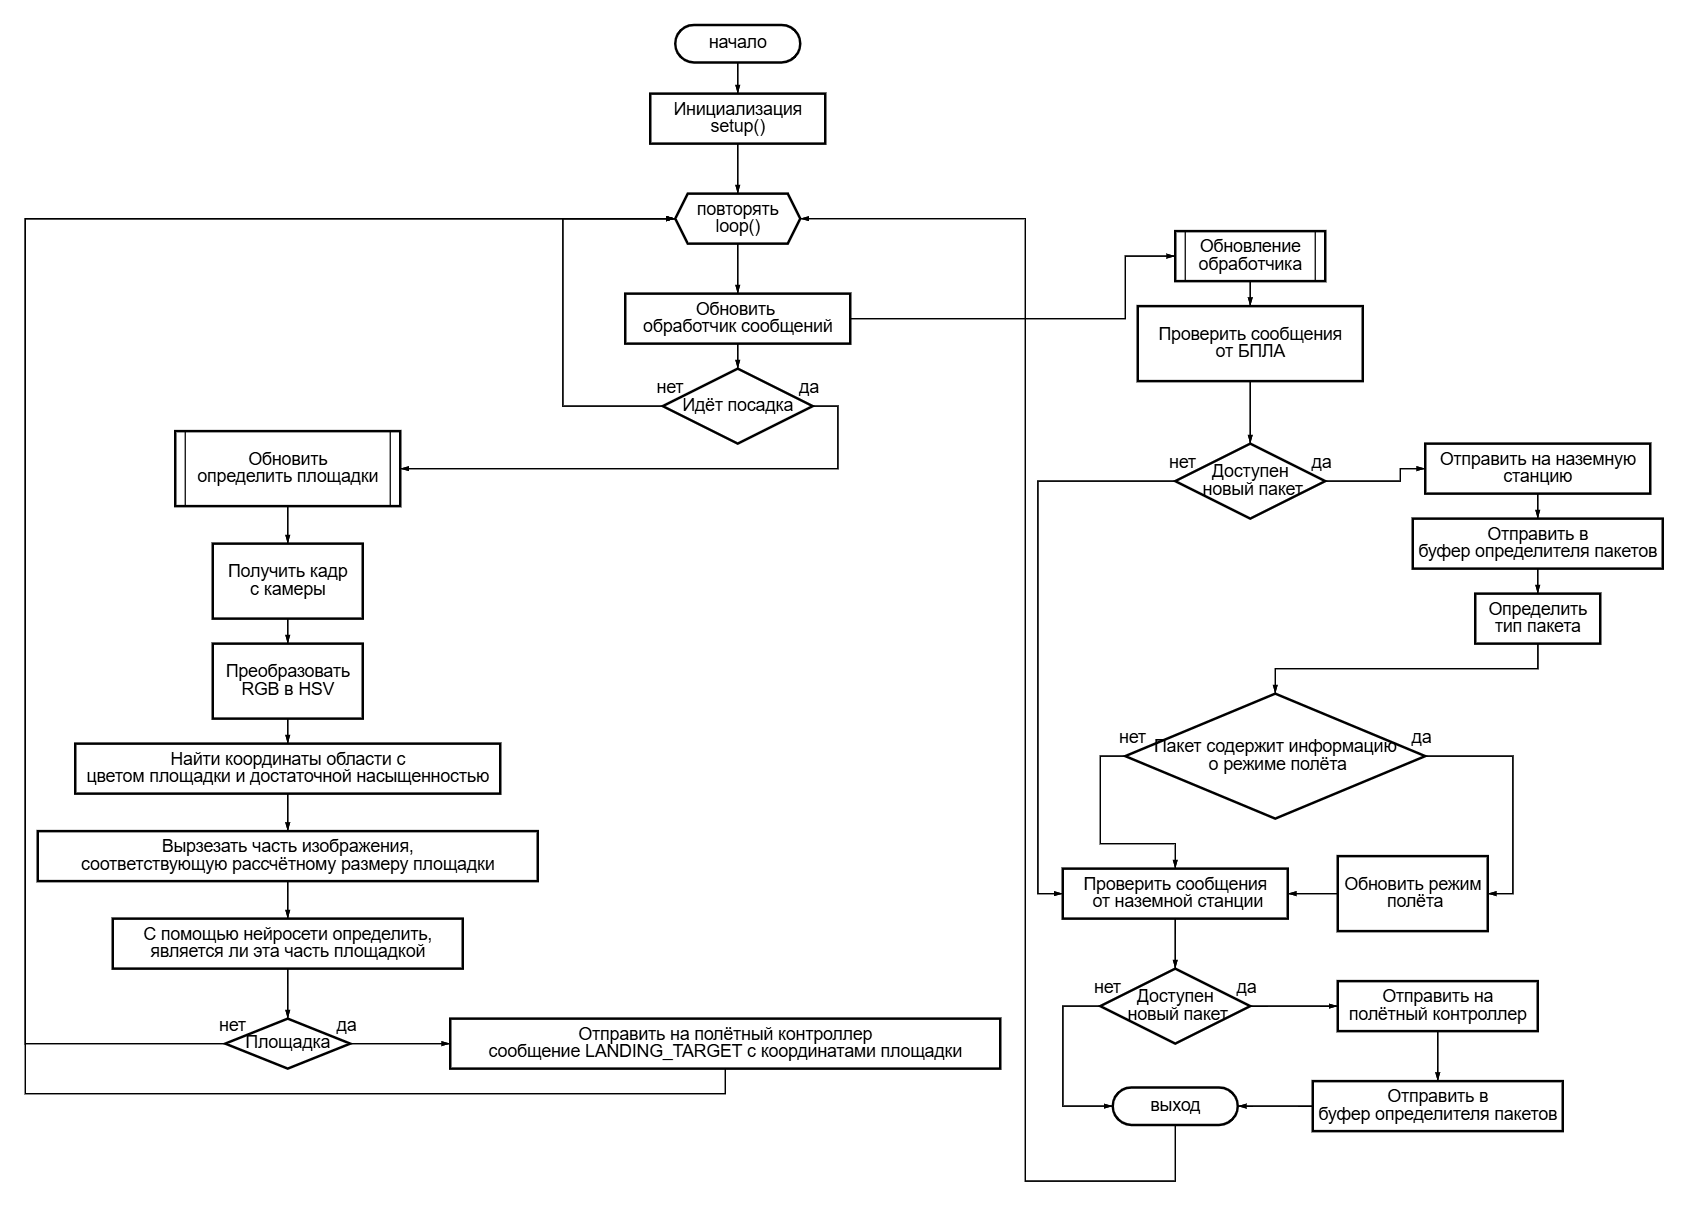 начало
Инициализация
setup()
повторять
loop()
Обновить
обработчик сообщений
нет
да
Идёт посадка
Обновить
определить площадки
Получить кадр
с камеры
Преобразовать
RGB в HSV
Найти координаты области с
цветом площадки и достаточной насыщенностью
Вырзезать часть изображения,
соответствующую рассчётному размеру площадки
С помощью нейросети определить,
является ли эта часть площадкой
нет
да
Площадка
Отправить на полётный контроллер
сообщение LANDING_TARGET с координатами площадки
Обновление
обработчика
Проверить сообщения
от БПЛА
нет
да
Доступен
новый пакет
Отправить на наземную
станцию
Отправить в
буфер определителя пакетов
Определить
тип пакета
нет
да
Пакет содержит информацию
о режиме полёта
Обновить режим
полёта
Проверить сообщения
от наземной станции
нет
да
Доступен
новый пакет
Отправить на
полётный контроллер
Отправить в
буфер определителя пакетов
выход